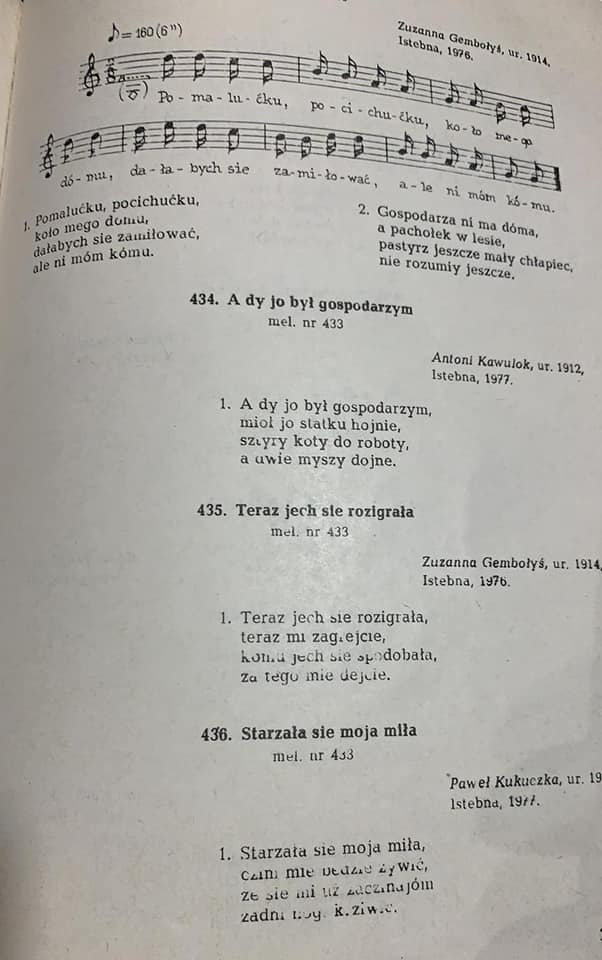 ♪= 160 (6")
Zuzanna Gembołyś, ur. 1914,
Istebna, 1976.
Po - ma - lu - ćku, po - ci - chu - ćku, ko - ło me - go
dó - mu, da - ła - bych sie za - mi - ło - wać, a - le ni móm kó - mu.
1. Pomalućku, pocichućku,
koło mego domu,
dałabych sie zamiłować,
ale ni móm kómu.
2. Gospodarza ni ma dóma,
a pachołek w lesie,
pastyrz jeszcze mały chłapiec,
nie rozumiy jeszcze.
434. A dy jo był gospodarzym
mel. nr 433
Antoni Kawulok, ur. 1912,
Istebna, 1977.
1. A dy jo był gospodarzym,
mioł jo statku hojnie,
sztyry koty do roboty,
a dwie myszy dojne.
435. Teraz jech sie rozigrała
mel. nr 433
Zuzanna Gembołyś, ur. 1914,
Istebna, 1976.
1. Teraz jech sie rozigrała,
teraz mi zagrejcie,
komu jech sie spodobała,
za tego mie dejcie.
436. Starzała sie moja miła
mel. nr 433
Paweł Kukuczka, ur. 19
Istebna, 1977.
1. Starzała sie moja miła,
czim mie bedzie żywić,
że sie mi uż zaczinajóm
zadni nogi krziwić.